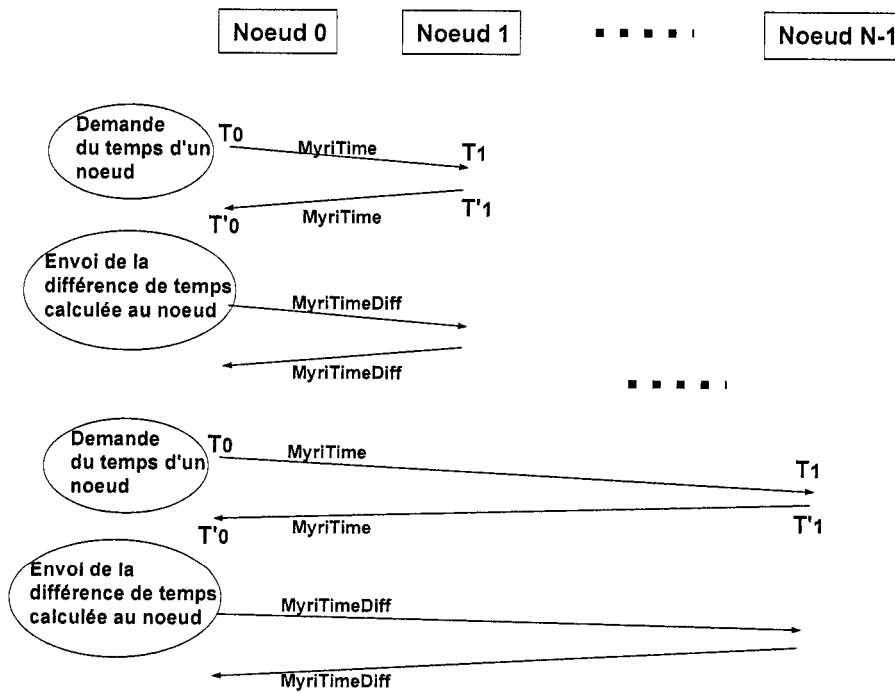 Noeud 0
Noeud 1
Noeud N-1
Demande
du temps d'un
noeud
T0
MyriTime
T1
T'0
MyriTime
T'1
Envoi de la
différence de temps
calculée au noeud
MyriTimeDiff
MyriTimeDiff
Demande
du temps d'un
noeud
T0
MyriTime
T1
T'0
MyriTime
T'1
Envoi de la
différence de temps
calculée au noeud
MyriTimeDiff
MyriTimeDiff